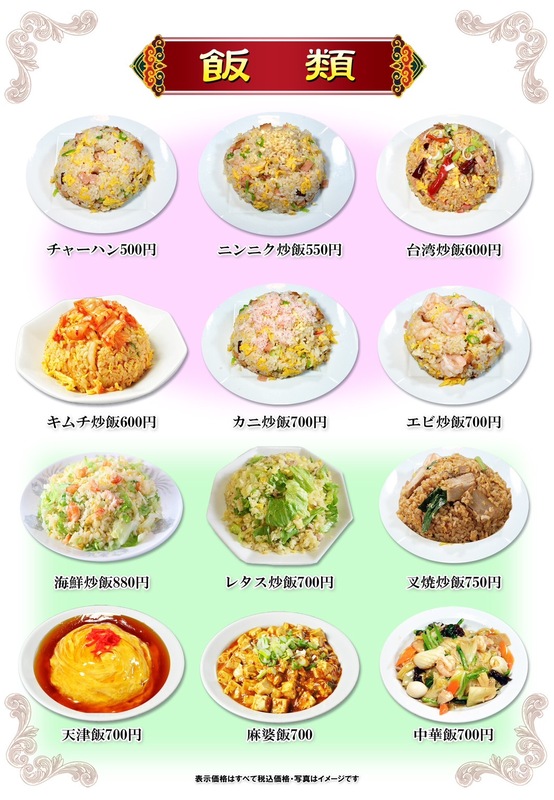 飯 類
チャーハン500円
ニンニク炒飯550円
台湾炒飯600円
キムチ炒飯600円
カニ炒飯700円
エビ炒飯700円
海鮮炒飯880円
レタス炒飯700円
叉焼炒飯750円
天津飯700円
麻婆飯700
中華飯700円
表示価格はすべて税込価格・写真はイメージです